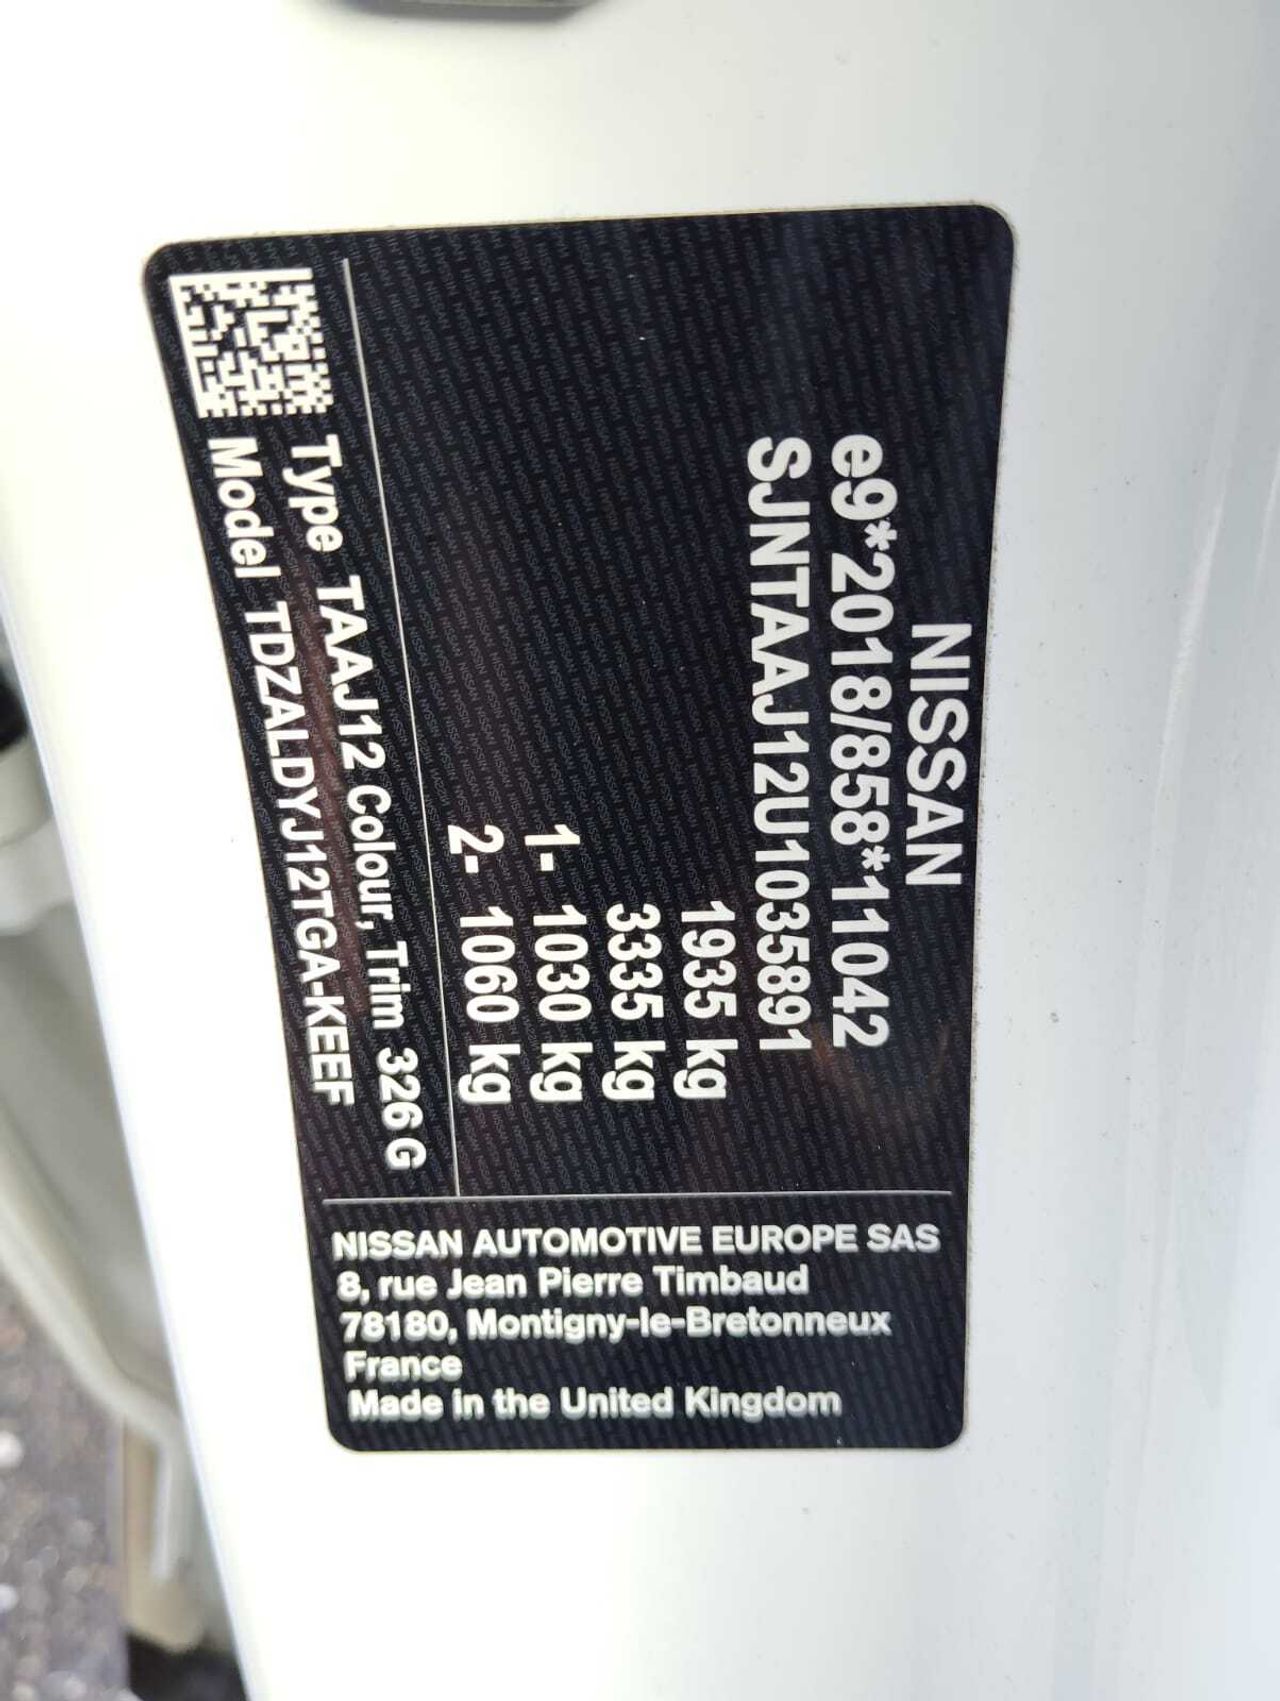 NISSAN
e9*2018/858*11042
SJNTAAJ12U1035891
1935 kg
3335 kg
1- 1030 kg
2- 1060 kg
Type TAAJ12 Colour, Trim 326 G
Model TDZALDYJ12TGA-KEEF
NISSAN AUTOMOTIVE EUROPE SAS
8, rue Jean Pierre Timbaud
78180, Montigny-le-Bretonneux
France
Made in the United Kingdom